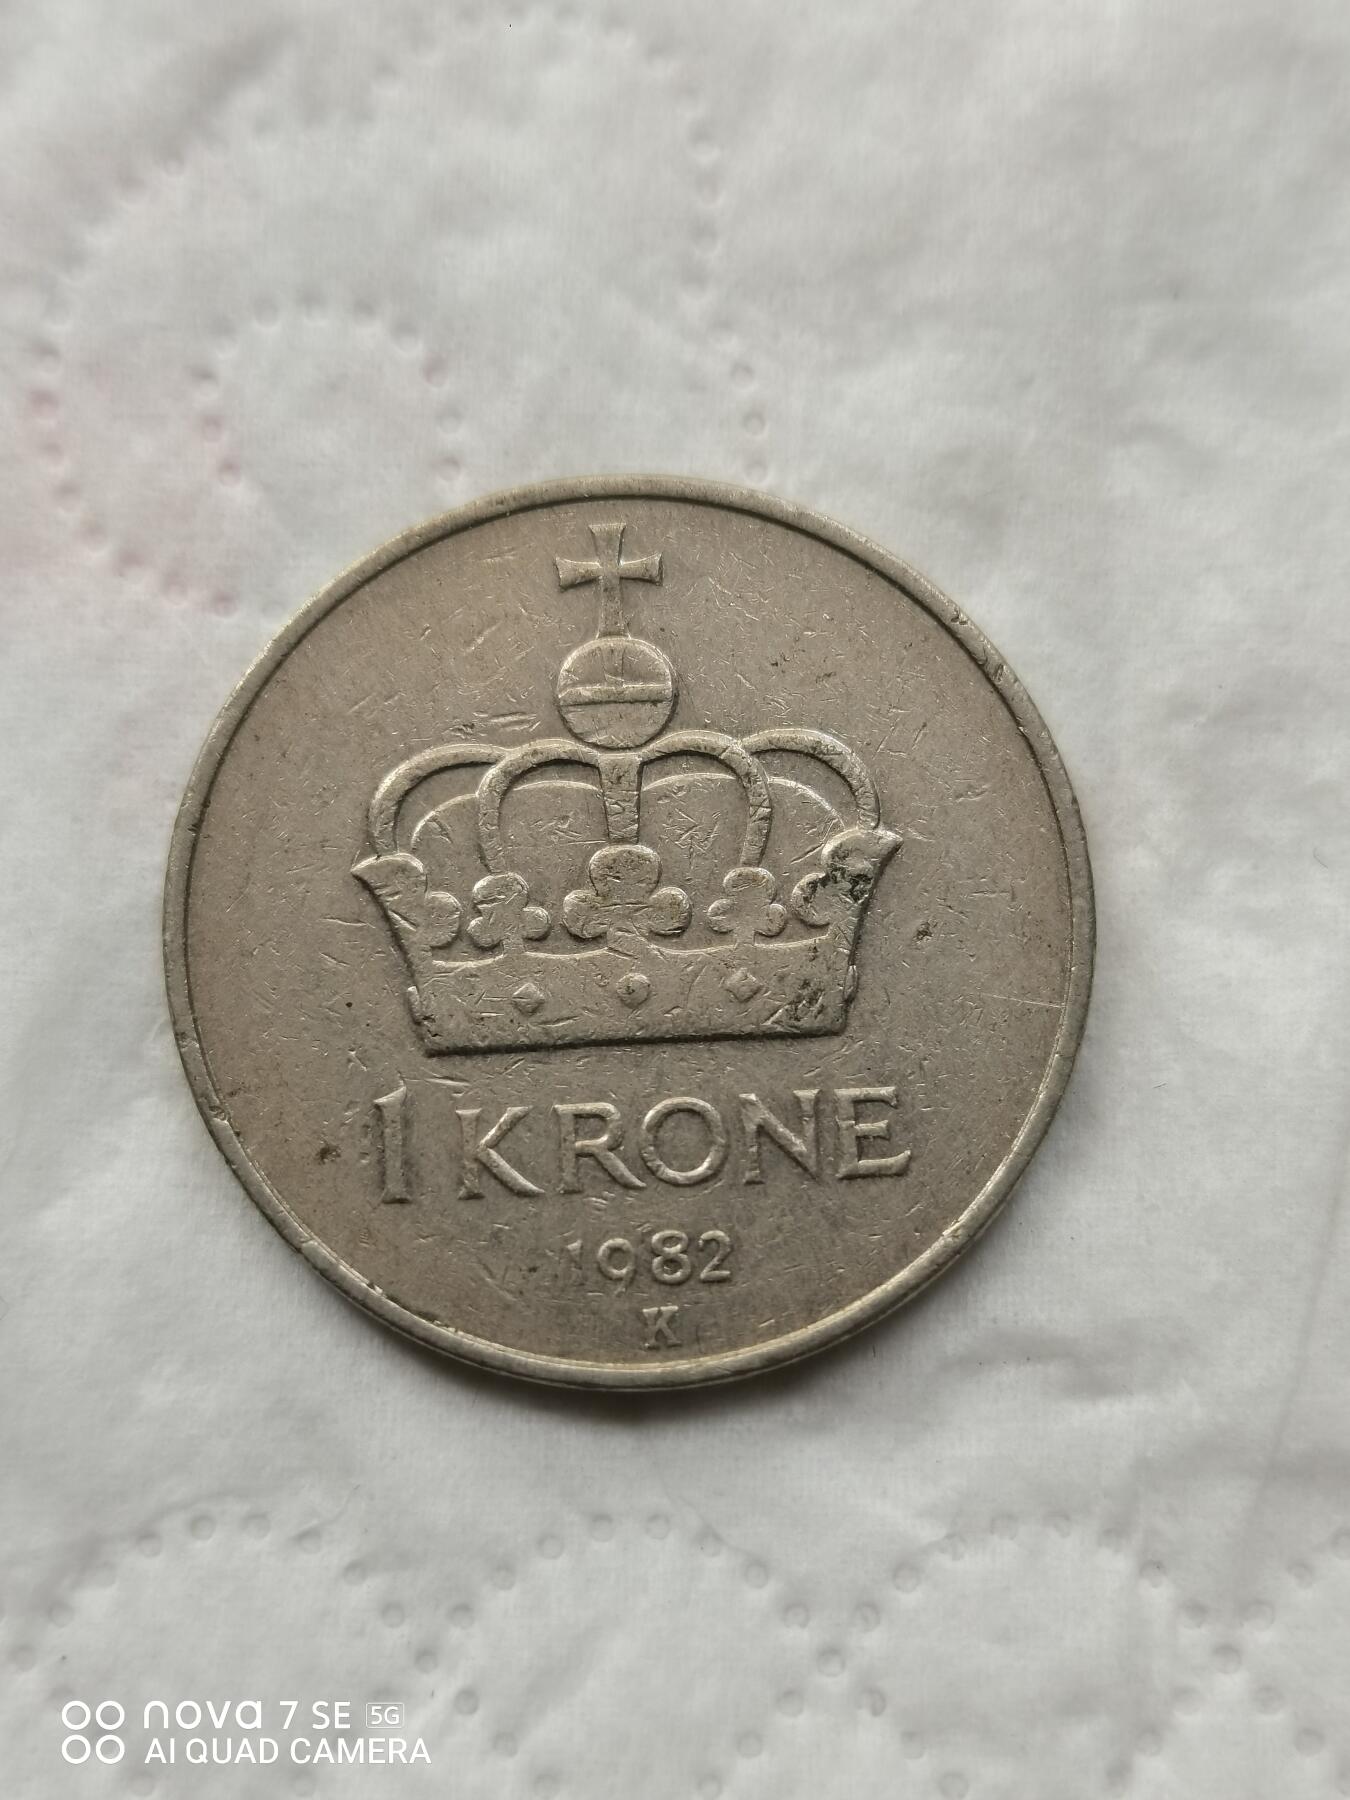 1 KRONE
1982
K
nova 7 SE 5G
AI QUAD CAMERA